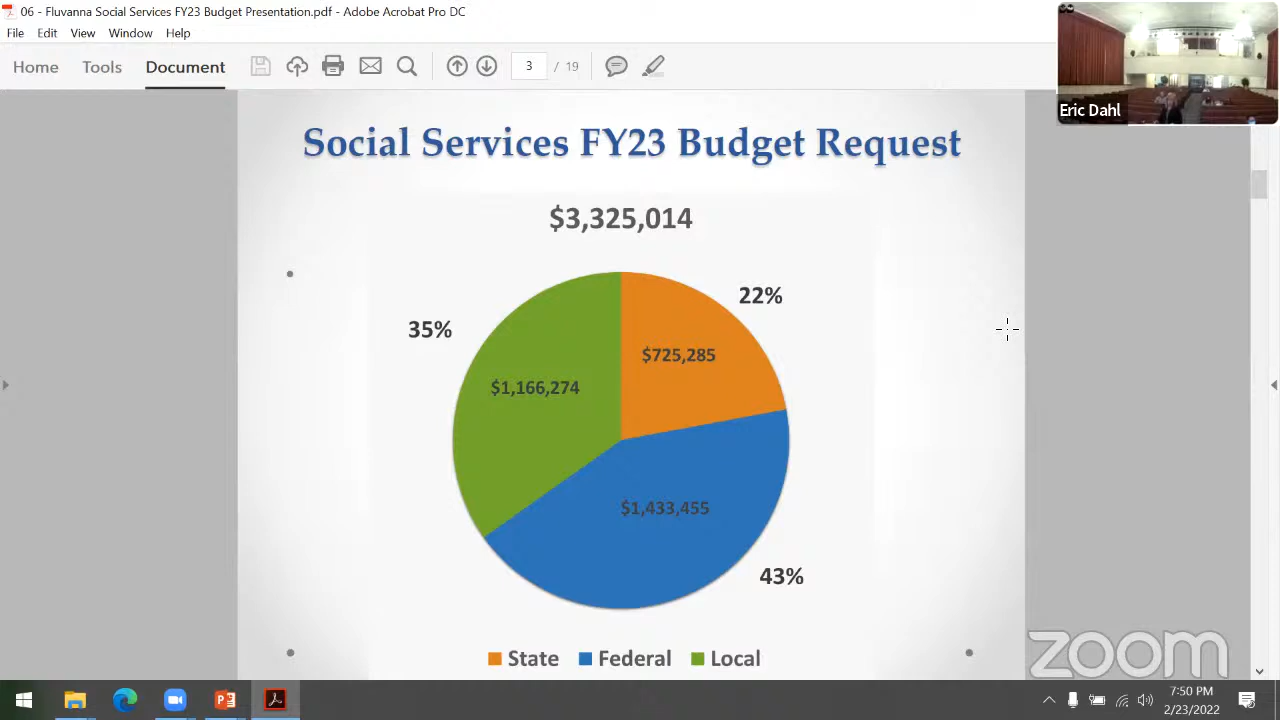 06 - Fluvanna Social Services FY23 Budget Presentation.pdf - Adobe Acrobat Pro DC
File Edit View Window Help
Home Tools Document 3 / 19
Eric Dahl
Social Services FY23 Budget Request
$3,325,014
22%
35%
$725,285
$1,166,274
$1,433,455
43%
State Federal Local
zoom
7:50 PM
2/23/2022